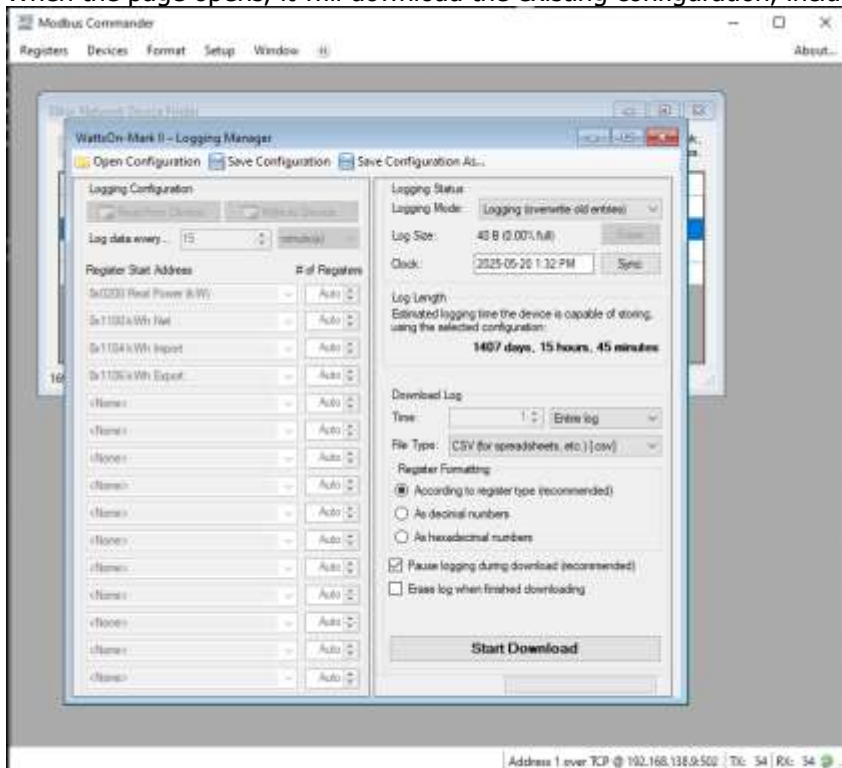 When the page opens, it will download the existing configuration, inclu
Modbus Commander
Registers Devices Format Setup Window
About...
WattsOn-Mark II - Logging Manager
Open Configuration Save Configuration Save Configuration As...
Logging Configuration
Log data every... 15 minute(s)
Register Start Address # of Registers
0x0200 Real Power (kW) Auto
0x1100 kWh Net Auto
0x1104 kWh Import Auto
0x1106 kWh Export Auto
<None> Auto
<None> Auto
<None> Auto
<None> Auto
<None> Auto
<None> Auto
<None> Auto
<None> Auto
<None> Auto
<None> Auto
<None> Auto
Logging Status
Logging Mode: Logging (overwrite old entries)
Log Size: 40 B (0.00% full)
Clock: 2025-05-20 1:32 PM Sync
Log Length
Estimated logging time the device is capable of storing,
using the selected configuration:
1407 days, 15 hours, 45 minutes
Download Log
Time: 1 Entire log
File Type: CSV (for spreadsheets, etc.) [csv]
Register Formatting
According to register type (recommended)
As decimal numbers
As hexadecimal numbers
Pause logging during download (recommended)
Erase log when finished downloading
Start Download
Address 1 over TCP @ 192.168.138.9:502 TX: 54 RX: 54